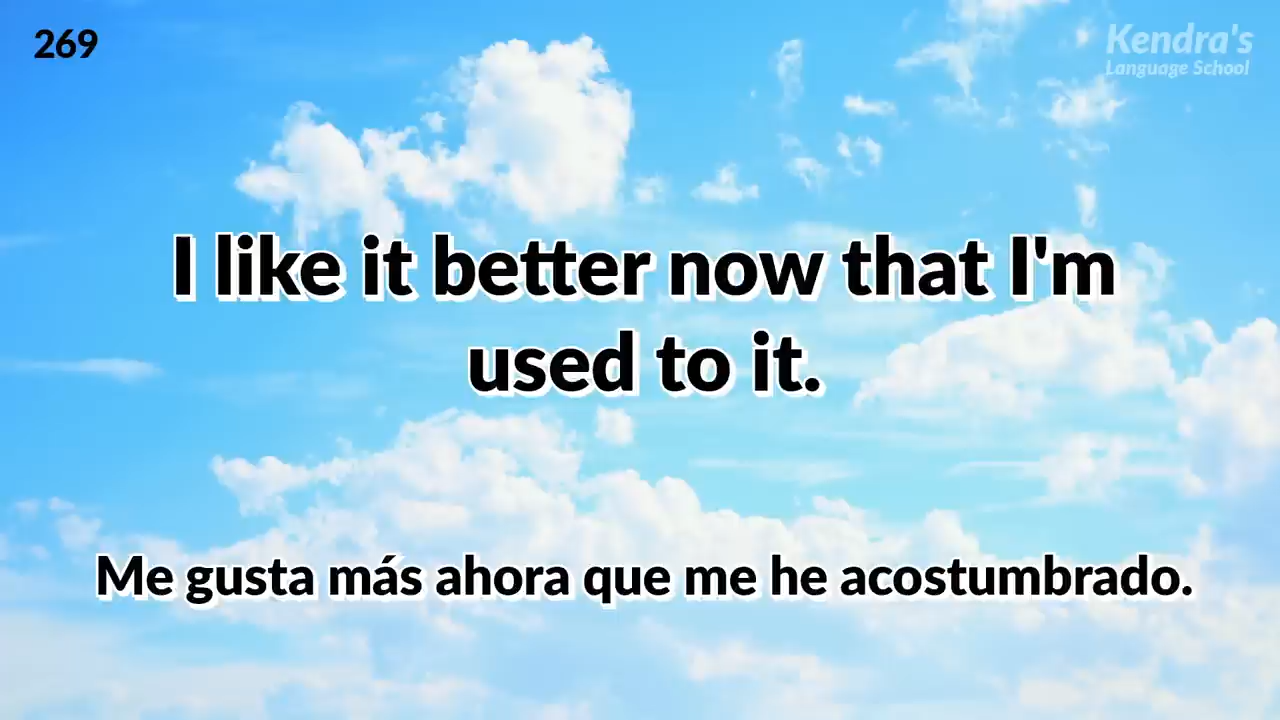 269
Kendra's
Language School
I like it better now that I'm
used to it.
Me gusta más ahora que me he acostumbrado.